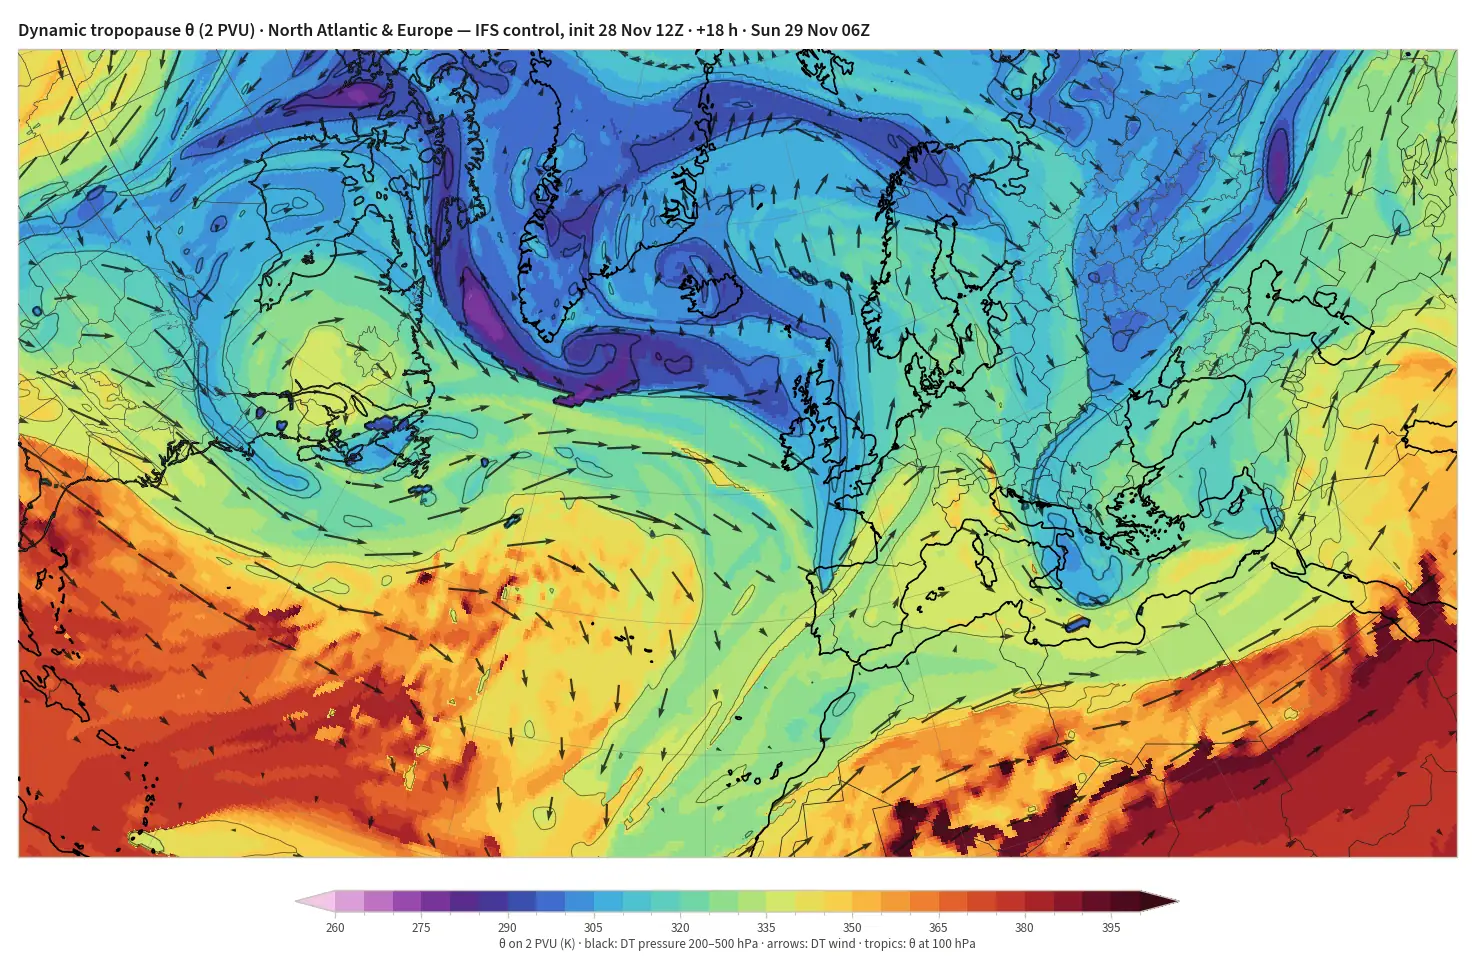 Dynamic tropopause θ (2 PVU) · North Atlantic & Europe — IFS control, init 28 Nov 12Z · +18 h · Sun 29 Nov 06Z
260 275 290 305 320 335 350 365 380 395
θ on 2 PVU (K) · black: DT pressure 200–500 hPa · arrows: DT wind · tropics: θ at 100 hPa